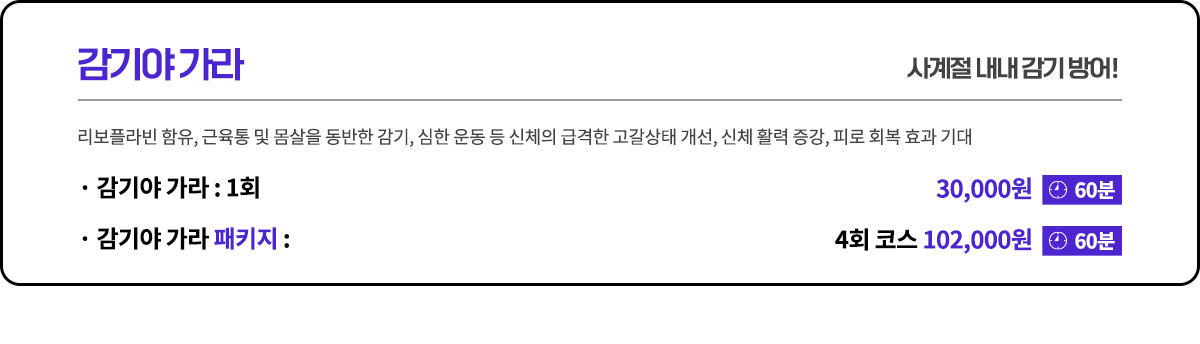 감기야 가라
사계절 내내 감기 방어!
리보플라빈 함유, 근육통 및 몸살을 동반한 감기, 심한 운동 등 신체의 급격한 고갈상태 개선, 신체 활력 증강, 피로 회복 효과 기대
· 감기야 가라 : 1회 30,000원 60분
· 감기야 가라 패키지 : 4회 코스 102,000원 60분